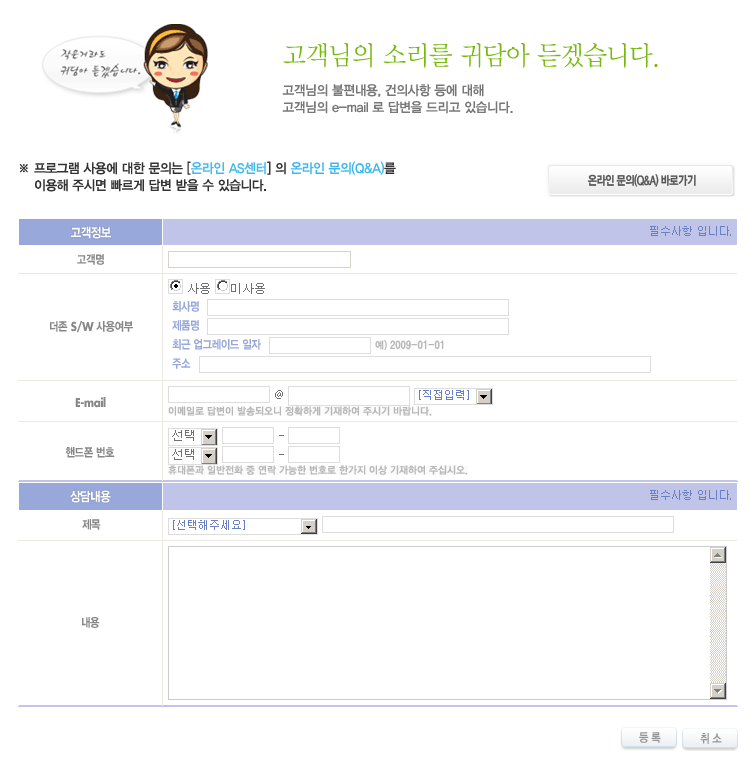 작은거라도
귀담아 듣겠습니다.
고객님의 소리를 귀담아 듣겠습니다.
고객님의 불편내용, 건의사항 등에 대해
고객님의 e-mail 로 답변을 드리고 있습니다.
※ 프로그램 사용에 대한 문의는 [온라인 AS센터] 의 온라인 문의(Q&A)를
이용해 주시면 빠르게 답변 받을 수 있습니다.
온라인 문의(Q&A) 바로가기
고객정보 필수사항 입니다.
고객명
더존 S/W 사용여부
사용 미사용
회사명
제품명
최근 업그레이드 일자 예) 2009-01-01
주소
E-mail
@ [직접입력]
이메일로 답변이 발송되오니 정확하게 기재하여 주시기 바랍니다.
핸드폰 번호
선택 -
선택 -
휴대폰과 일반전화 중 연락 가능한 번호로 한가지 이상 기재하여 주십시오.
상담내용 필수사항 입니다.
제목 [선택해주세요]
내용
등록 취소